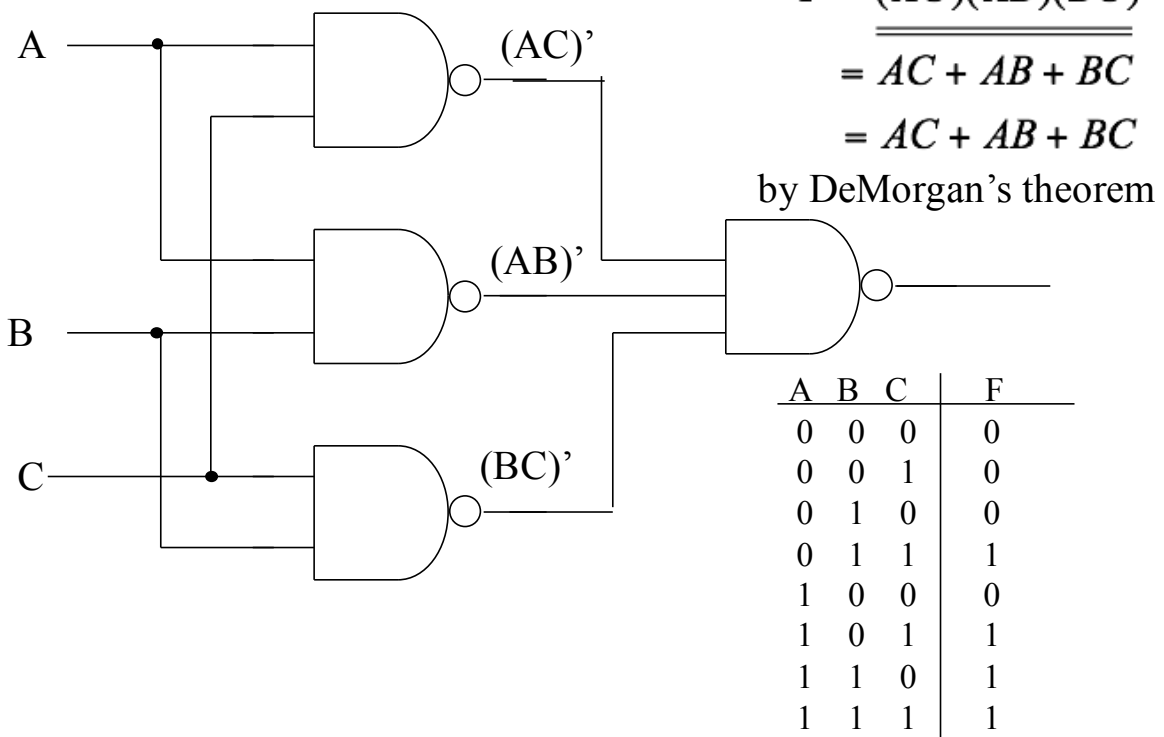 A
(AC)’
= AC + AB + BC
= AC + AB + BC
by DeMorgan’s theorem
(AB)’
B
C
(BC)’
A B C F
0 0 0 0
0 0 1 0
0 1 0 0
0 1 1 1
1 0 0 0
1 0 1 1
1 1 0 1
1 1 1 1